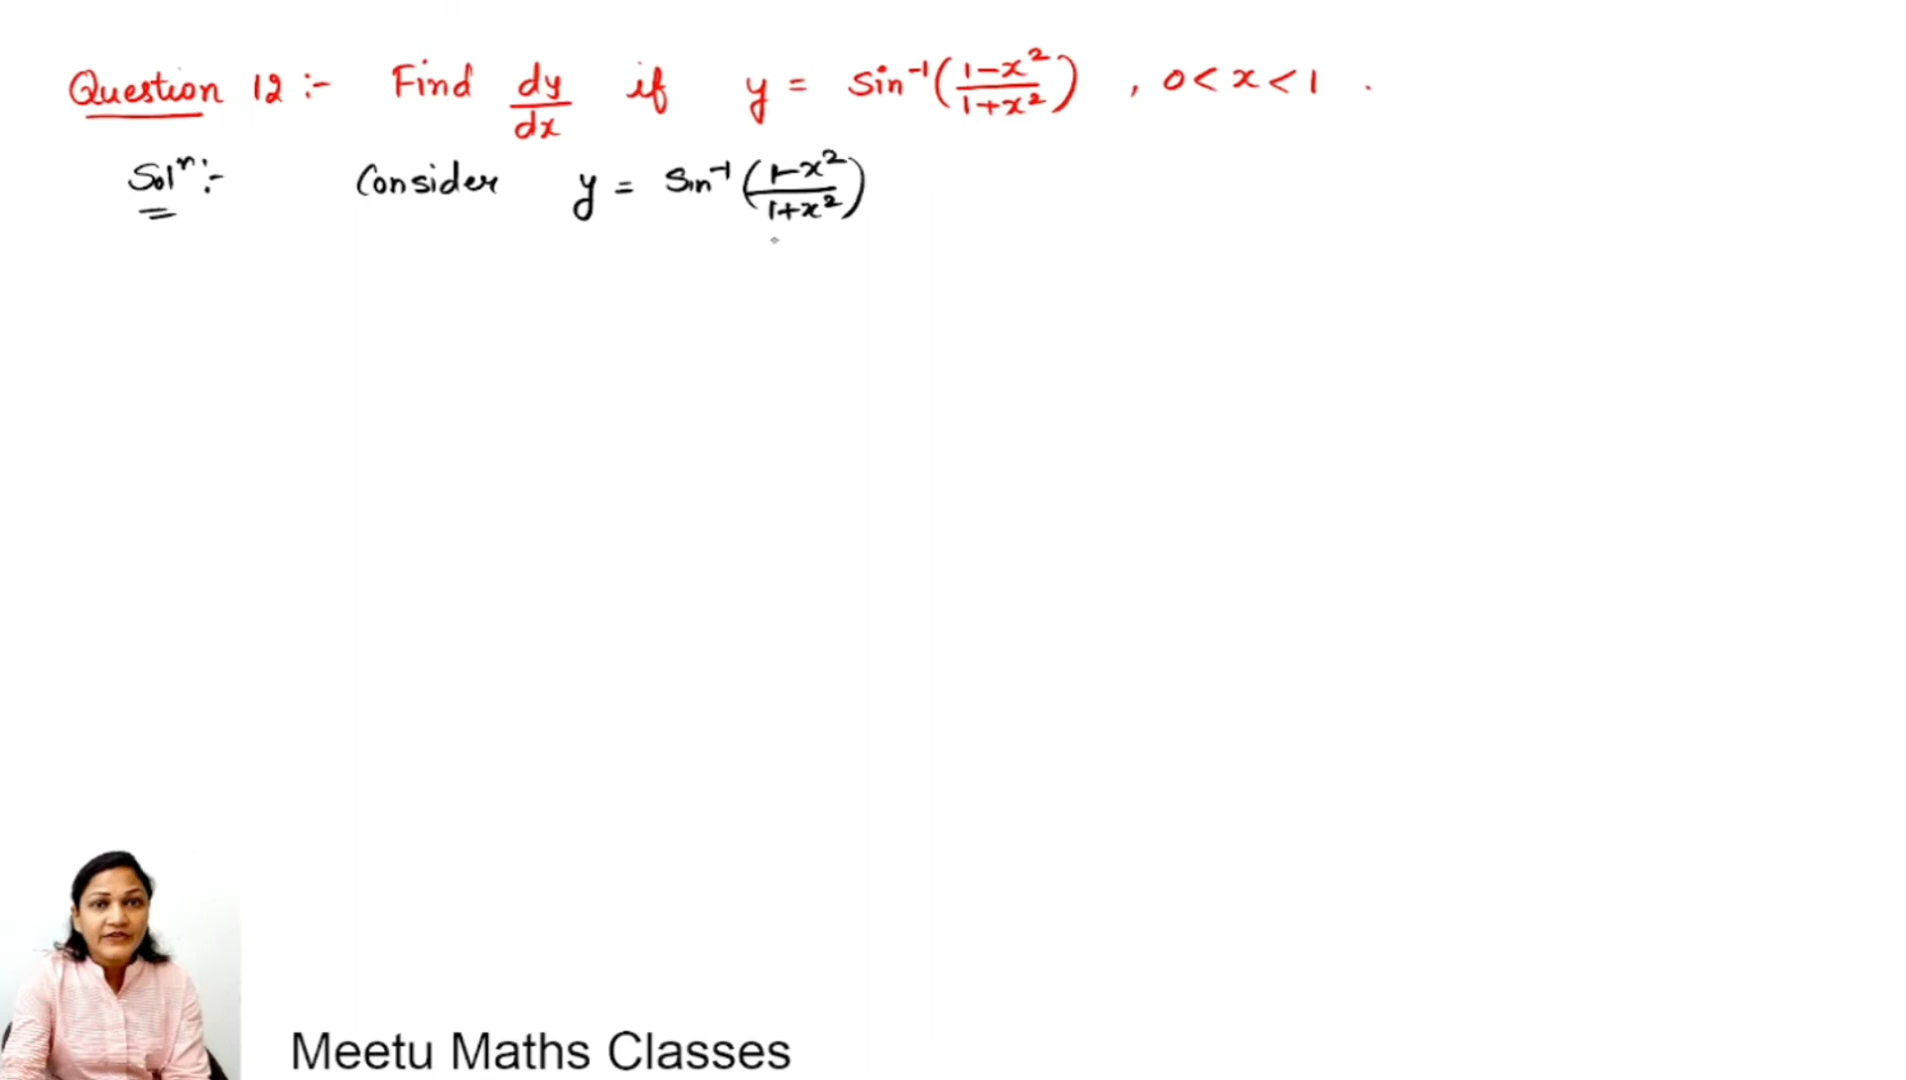 Question 12 :- Find dy/dx if y = sin⁻¹((1-x²)/(1+x²)) , 0 < x < 1 .
Solⁿ:- Consider y = sin⁻¹((1-x²)/(1+x²))
Meetu Maths Classes